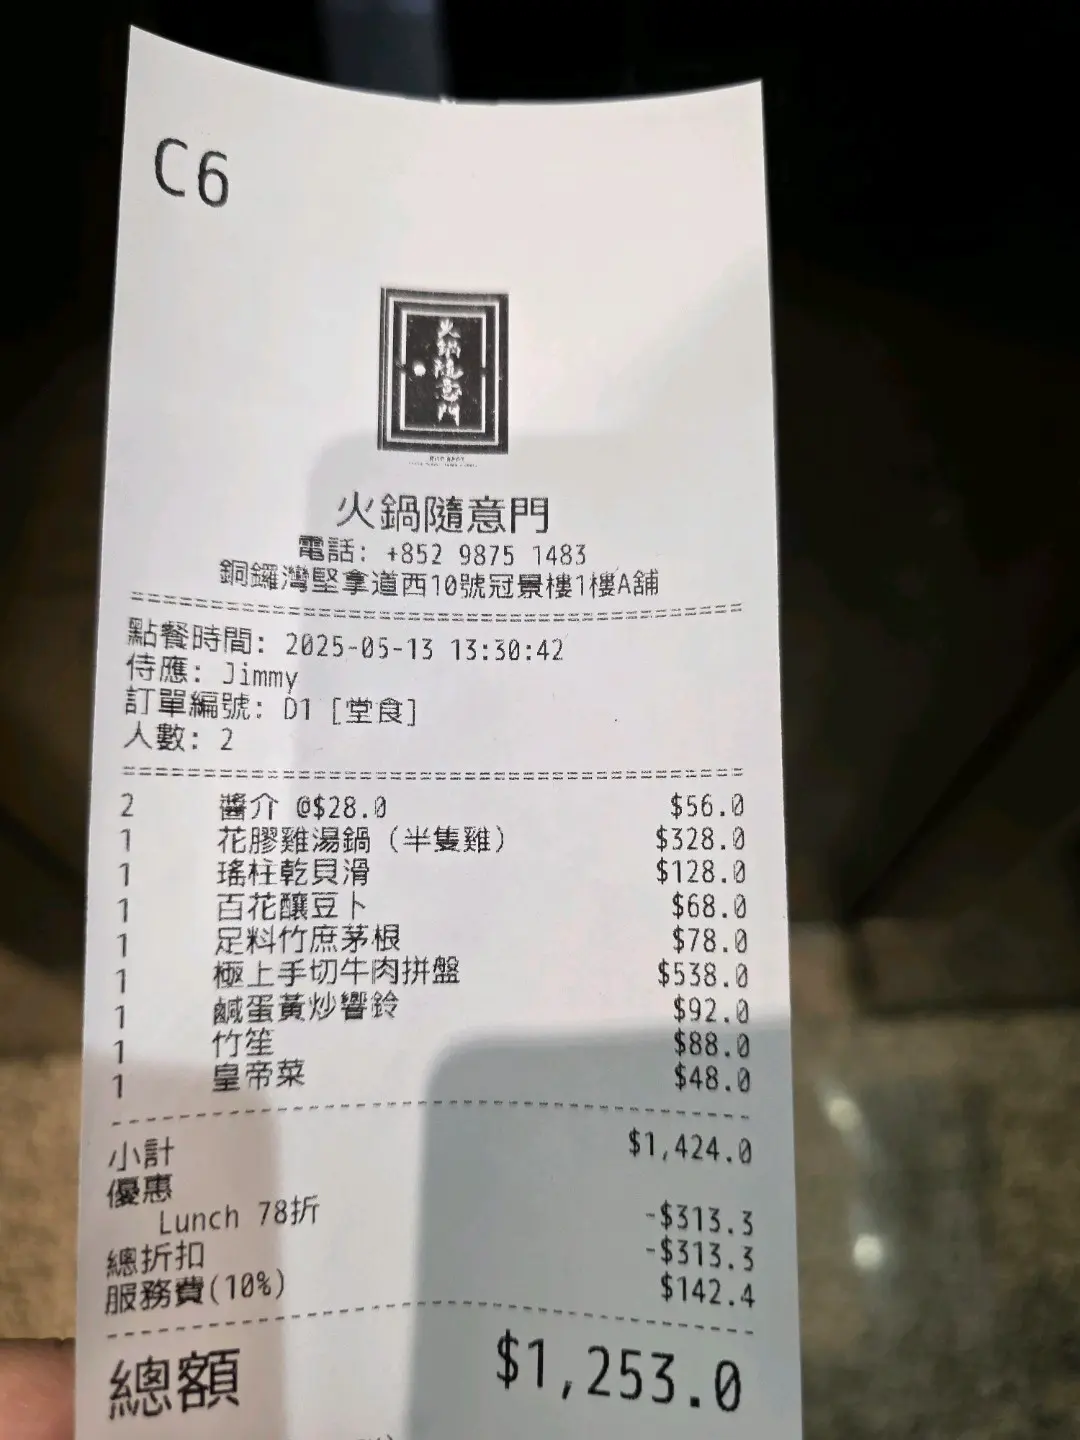 C6
火鍋隨意門
火鍋隨意門
電話: +852 9875 1483
銅鑼灣堅拿道西10號冠景樓1樓A舖
點餐時間: 2025-05-13 13:30:42
侍應: Jimmy
訂單編號: D1 [堂食]
人數: 2
2 醬介 @$28.0 $56.0
1 花膠雞湯鍋 (半隻雞) $328.0
1 瑤柱乾貝滑 $128.0
1 百花釀豆卜 $68.0
1 足料竹庶茅根 $78.0
1 極上手切牛肉拼盤 $538.0
1 鹹蛋黃炒響鈴 $92.0
1 竹笙 $88.0
1 皇帝菜 $48.0
小計 $1,424.0
優惠
Lunch 78折 -$313.3
總折扣 -$313.3
服務費(10%) $142.4
總額 $1,253.0